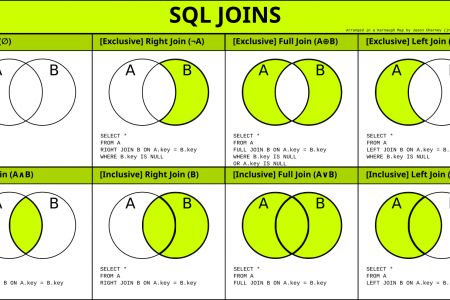 SQL JOINS
Arranged in a Karnaugh Map by Jason Charney (
(∅)
[Exclusive] Right Join (¬A)
[Exclusive] Full Join (A⊕B)
[Exclusive] Left Join (
A B
A B
A B
A B
SELECT *
FROM A
RIGHT JOIN B ON A.key = B.key
WHERE B.key IS NULL
SELECT *
FROM A
FULL JOIN B ON A.key = B.key
WHERE B.key IS NULL
OR A.key IS NULL
SELECT *
FROM A
LEFT JOIN B ON A.key = B.key
WHERE B.key IS NULL
in (A∧B)
[Inclusive] Right Join (B)
[Inclusive] Full Join (A∨B)
[Inclusive] Left Join (
A B
A B
A B
A B
B ON A.key = B.key
SELECT *
FROM A
RIGHT JOIN B ON A.key = B.key
SELECT *
FROM A
FULL JOIN B ON A.key = B.key
SELECT *
FROM A
LEFT JOIN B ON A.key = B.key